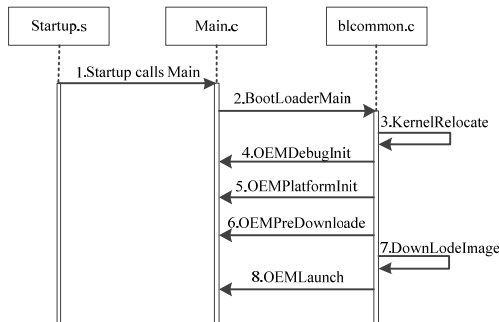 Startup.s
Main.c
blcommon.c
1.Startup calls Main
2.BootLoaderMain
3.KernelRelocate
4.OEMDebugInit
5.OEMPlatformInit
6.OEMPreDownloade
7.DownLodeImage
8.OEMLaunch